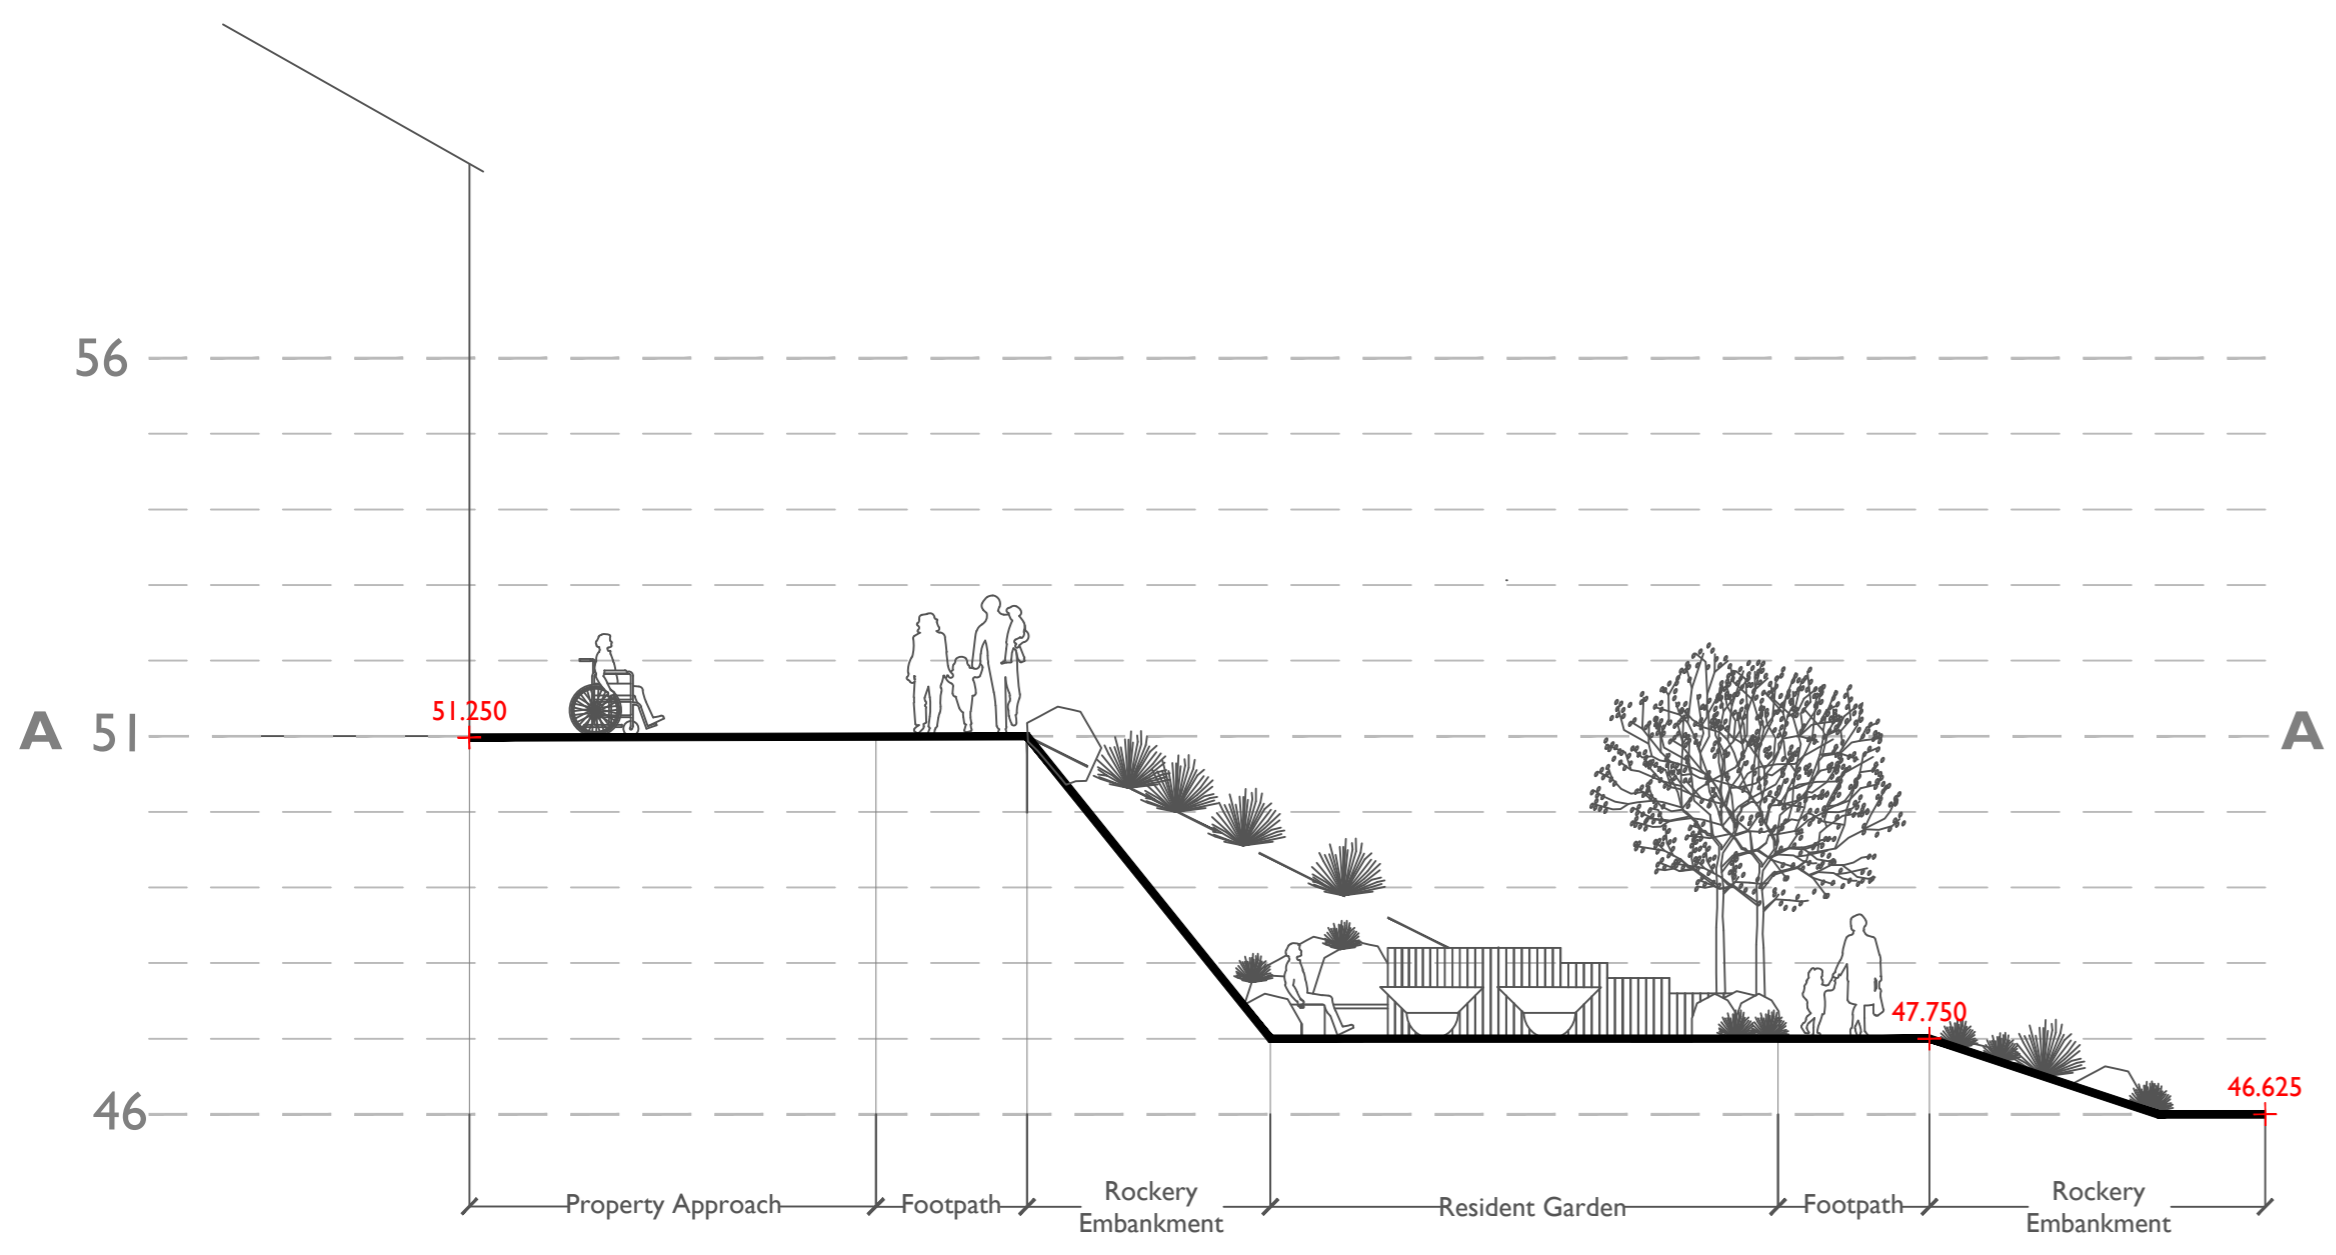 56
51.250
A 51 A
47.750
46.625
46
Property Approach
Footpath
Rockery
Embankment
Resident Garden
Footpath
Rockery
Embankment